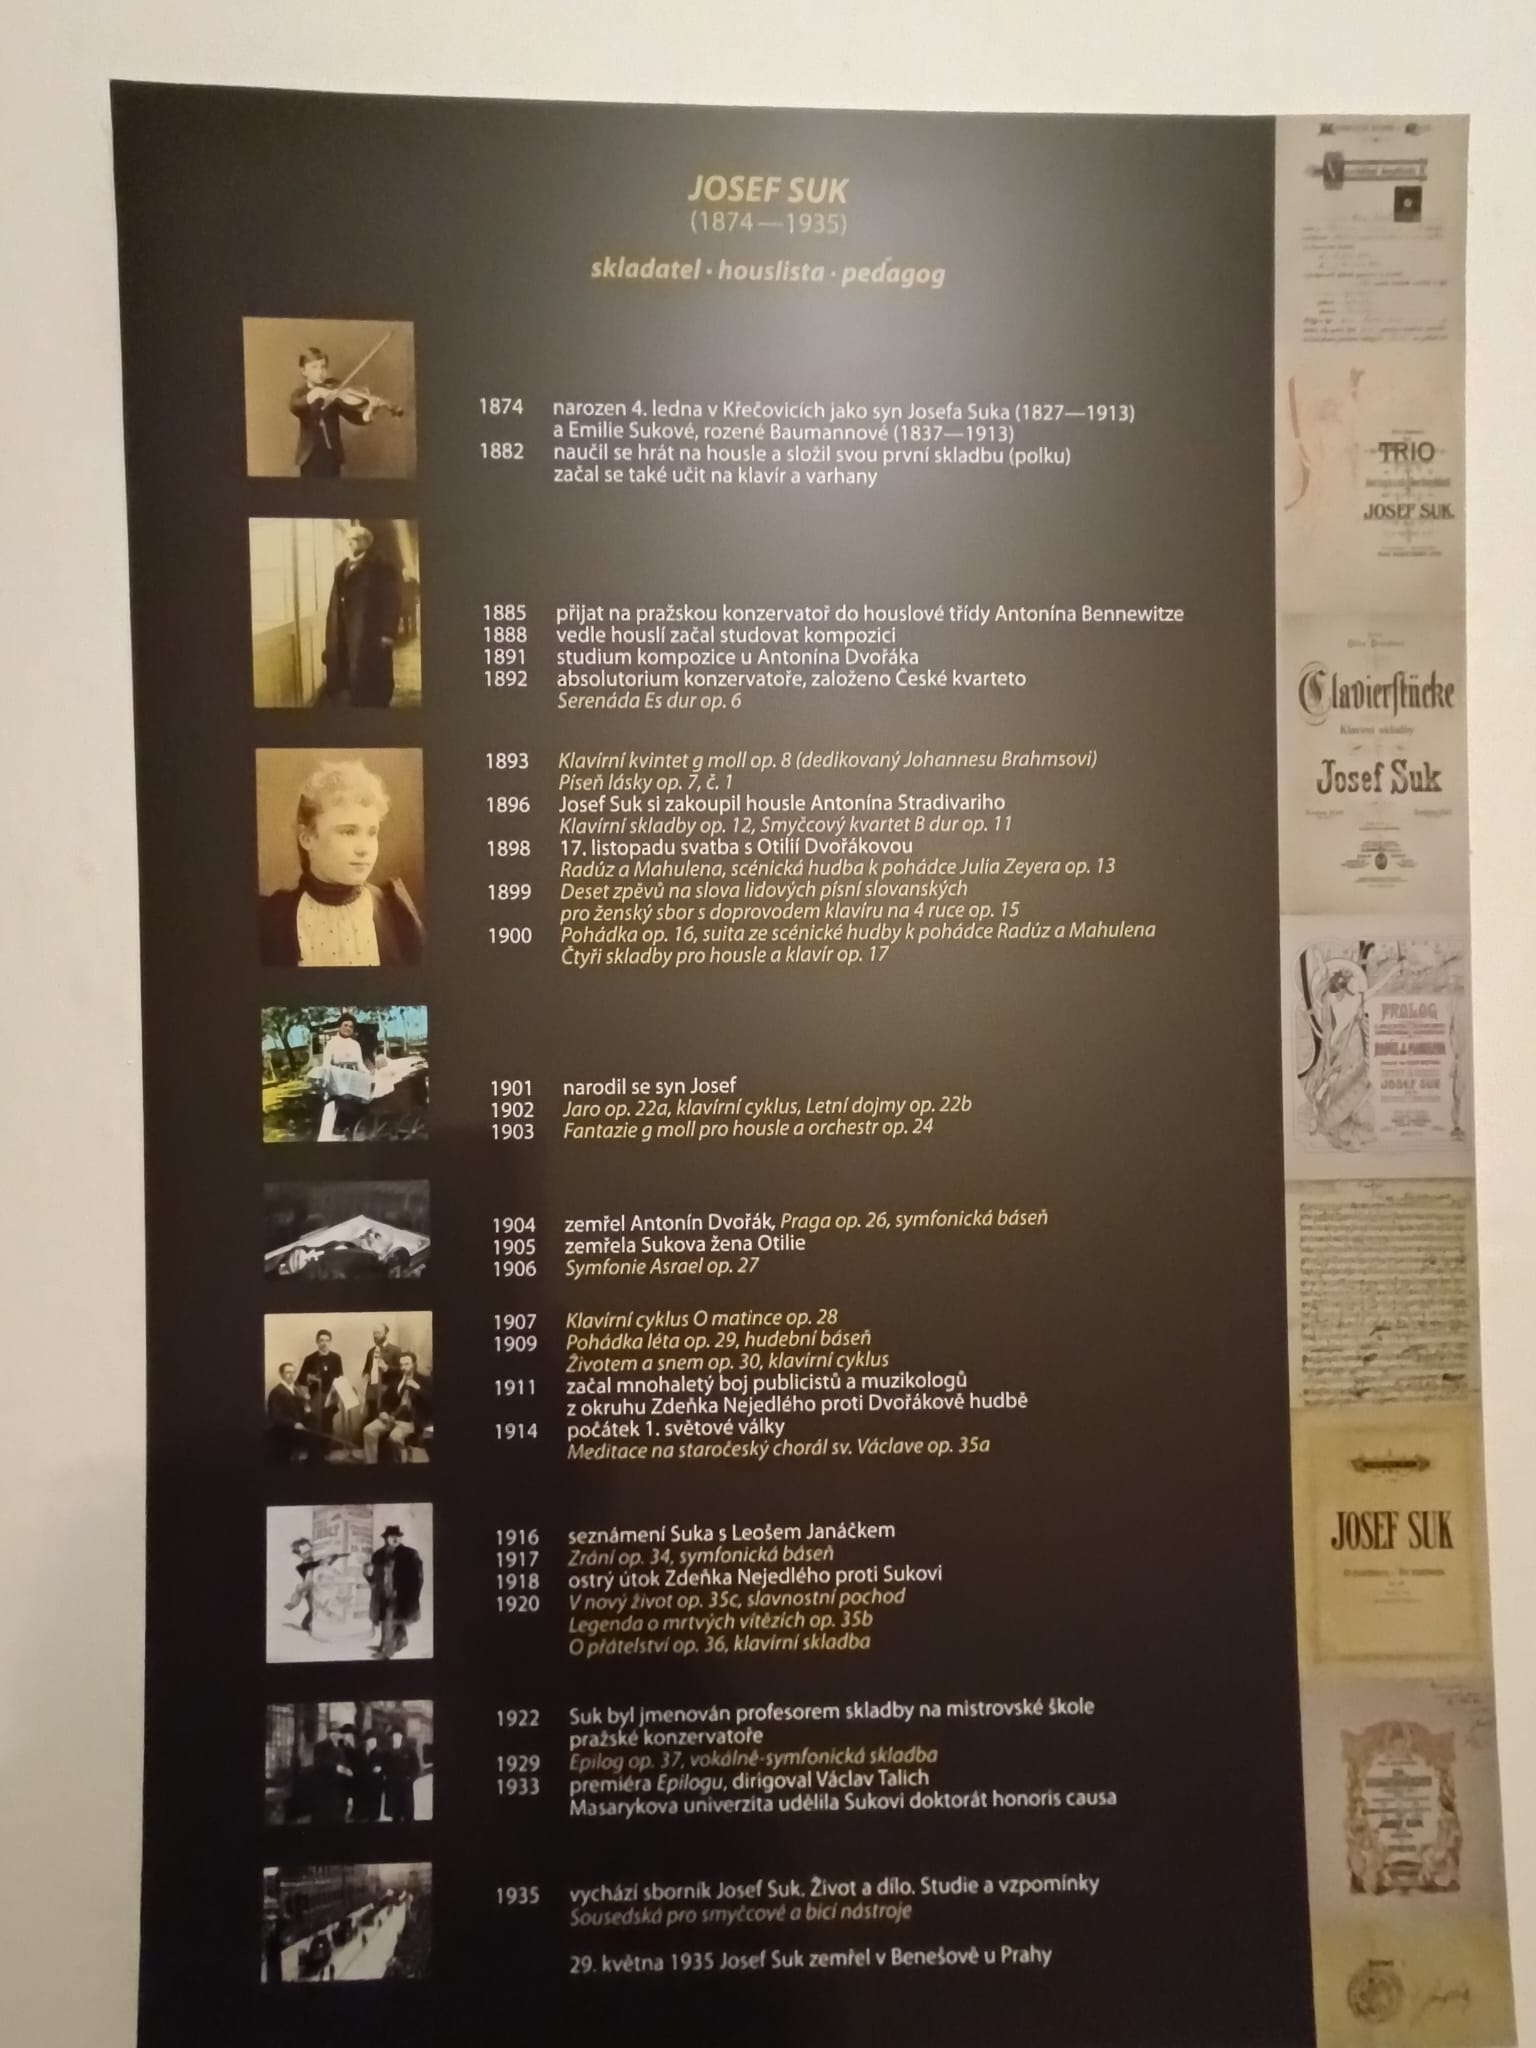 JOSEF SUK
(1874—1935)
skladatel · houslista · pedagog
1874 narozen 4. ledna v Křečovicích jako syn Josefa Suka (1827—1913)
a Emilie Sukové, rozené Baumannové (1837—1913)
1882 naučil se hrát na housle a složil svou první skladbu (polku)
začal se také učit na klavír a varhany
1885 přijat na pražskou konzervatoř do houslové třídy Antonína Bennewitze
1888 vedle houslí začal studovat kompozici
1891 studium kompozice u Antonína Dvořáka
1892 absolutorium konzervatoře, založeno České kvarteto
Serenáda Es dur op. 6
1893 Klavírní kvintet g moll op. 8 (dedikovaný Johannesu Brahmsovi)
Píseň lásky op. 7, č. 1
1896 Josef Suk si zakoupil housle Antonína Stradivariho
Klavírní skladby op. 12, Smyčcový kvartet B dur op. 11
1898 17. listopadu svatba s Otilií Dvořákovou
Radúz a Mahulena, scénická hudba k pohádce Julia Zeyera op. 13
1899 Deset zpěvů na slova lidových písní slovanských
pro ženský sbor s doprovodem klavíru na 4 ruce op. 15
1900 Pohádka op. 16, suita ze scénické hudby k pohádce Radúz a Mahulena
Čtyři skladby pro housle a klavír op. 17
1901 narodil se syn Josef
1902 Jaro op. 22a, klavírní cyklus, Letní dojmy op. 22b
1903 Fantazie g moll pro housle a orchestr op. 24
1904 zemřel Antonín Dvořák, Praga op. 26, symfonická báseň
1905 zemřela Sukova žena Otilie
1906 Symfonie Asrael op. 27
1907 Klavírní cyklus O matince op. 28
1909 Pohádka léta op. 29, hudební báseň
Životem a snem op. 30, klavírní cyklus
1911 začal mnohaletý boj publicistů a muzikologů
z okruhu Zdeňka Nejedlého proti Dvořákově hudbě
1914 počátek 1. světové války
Meditace na staročeský chorál sv. Václave op. 35a
1916 seznámení Suka s Leošem Janáčkem
1917 Zrání op. 34, symfonická báseň
1918 ostrý útok Zdeňka Nejedlého proti Sukovi
1920 V nový život op. 35c, slavnostní pochod
Legenda o mrtvých vítězích op. 35b
O přátelství op. 36, klavírní skladba
1922 Suk byl jmenován profesorem skladby na mistrovské škole
pražské konzervatoře
1929 Epilog op. 37, vokálně-symfonická skladba
1933 premiéra Epilogu, dirigoval Václav Talich
Masarykova univerzita udělila Sukovi doktorát honoris causa
1935 vychází sborník Josef Suk. Život a dílo. Studie a vzpomínky
Sousedská pro smyčcové a bicí nástroje
29. května 1935 Josef Suk zemřel v Benešově u Prahy
TRIO
JOSEF SUK.
Clavierstücke
Klavírní skladby
Josef Suk
PROLOG
JOSEF SUK
JOSEF SUK